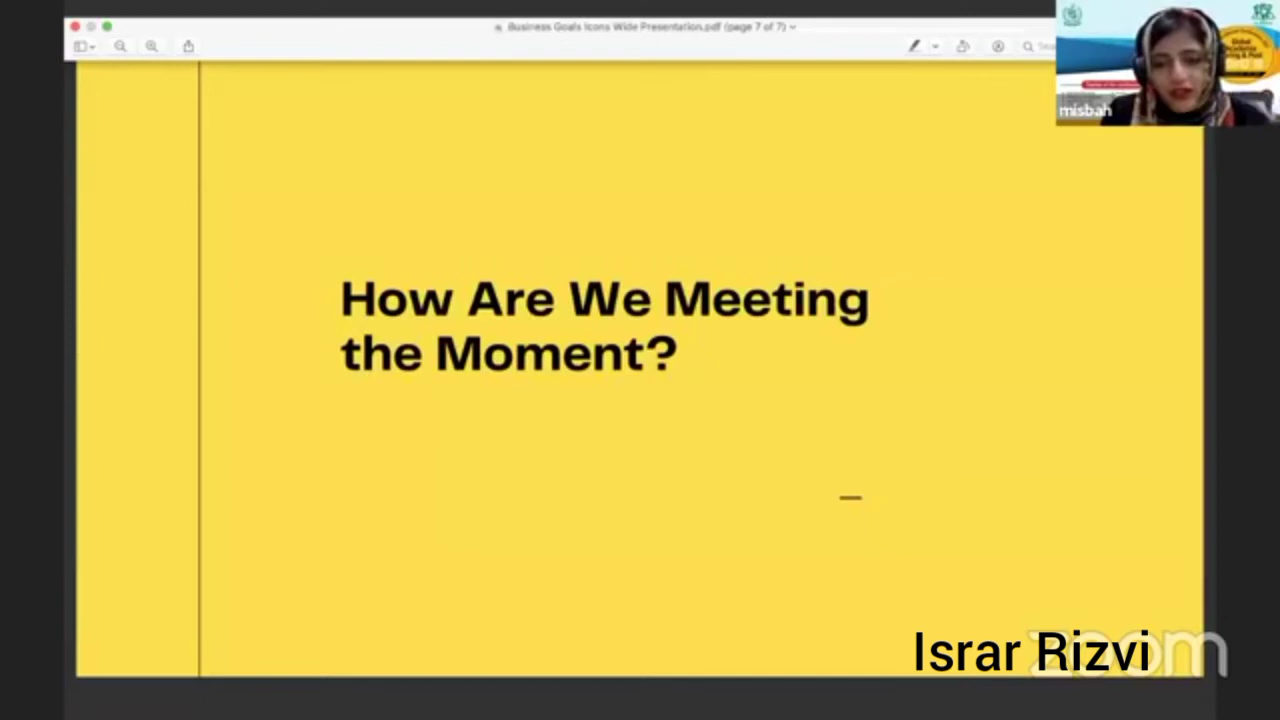 Business Goals Icons Wide Presentation.pdf (page 7 of 7)
misbah
How Are We Meeting
the Moment?
Israr Rizvi
zoom